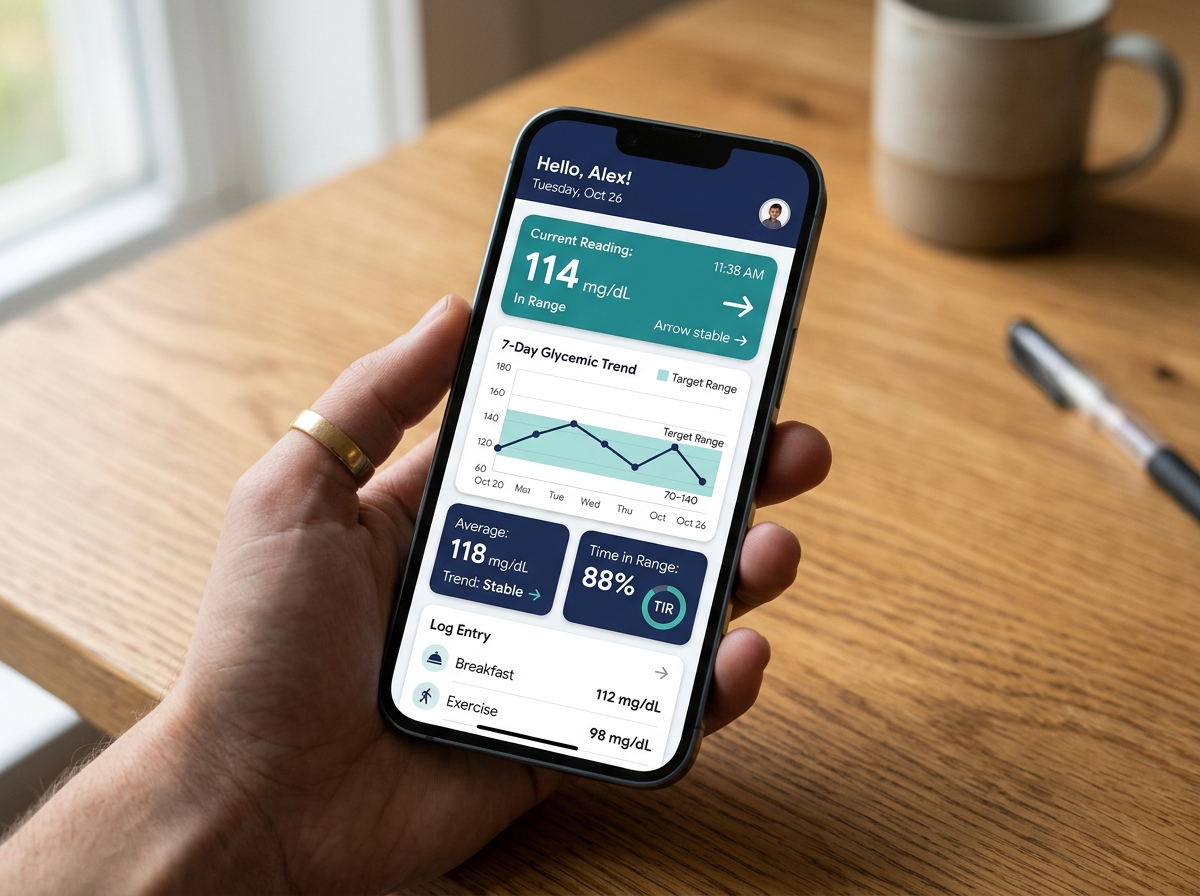 Hello, Alex!
Tuesday, Oct 26
Current Reading:
11:38 AM
114 mg/dL
In Range
Arrow stable →
7-Day Glycemic Trend
Target Range
180
160
140
120
60
Terget Range
70-140
Oct 20 Tue Wed Thu Oct Oct 26
Average:
118 mg/dL
Trend: Stable →
Time in Range:
88%
TIR
Log Entry
Breakfast
112 mg/dL
Exercise
98 mg/dL